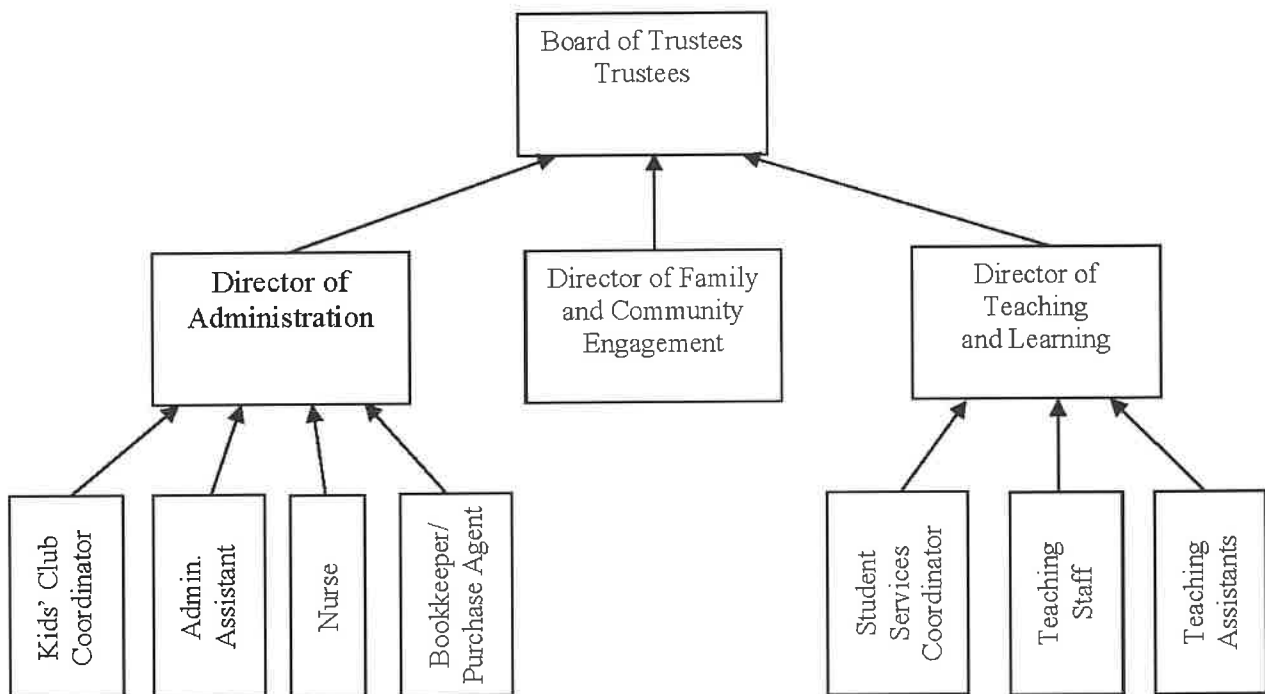 Board of Trustees
Trustees
Director of
Administration
Director of Family
and Community
Engagement
Director of
Teaching
and Learning
Kids' Club
Coordinator
Admin.
Assistant
Nurse
Bookkeeper/
Purchase Agent
Student
Services
Coordinator
Teaching
Staff
Teaching
Assistants